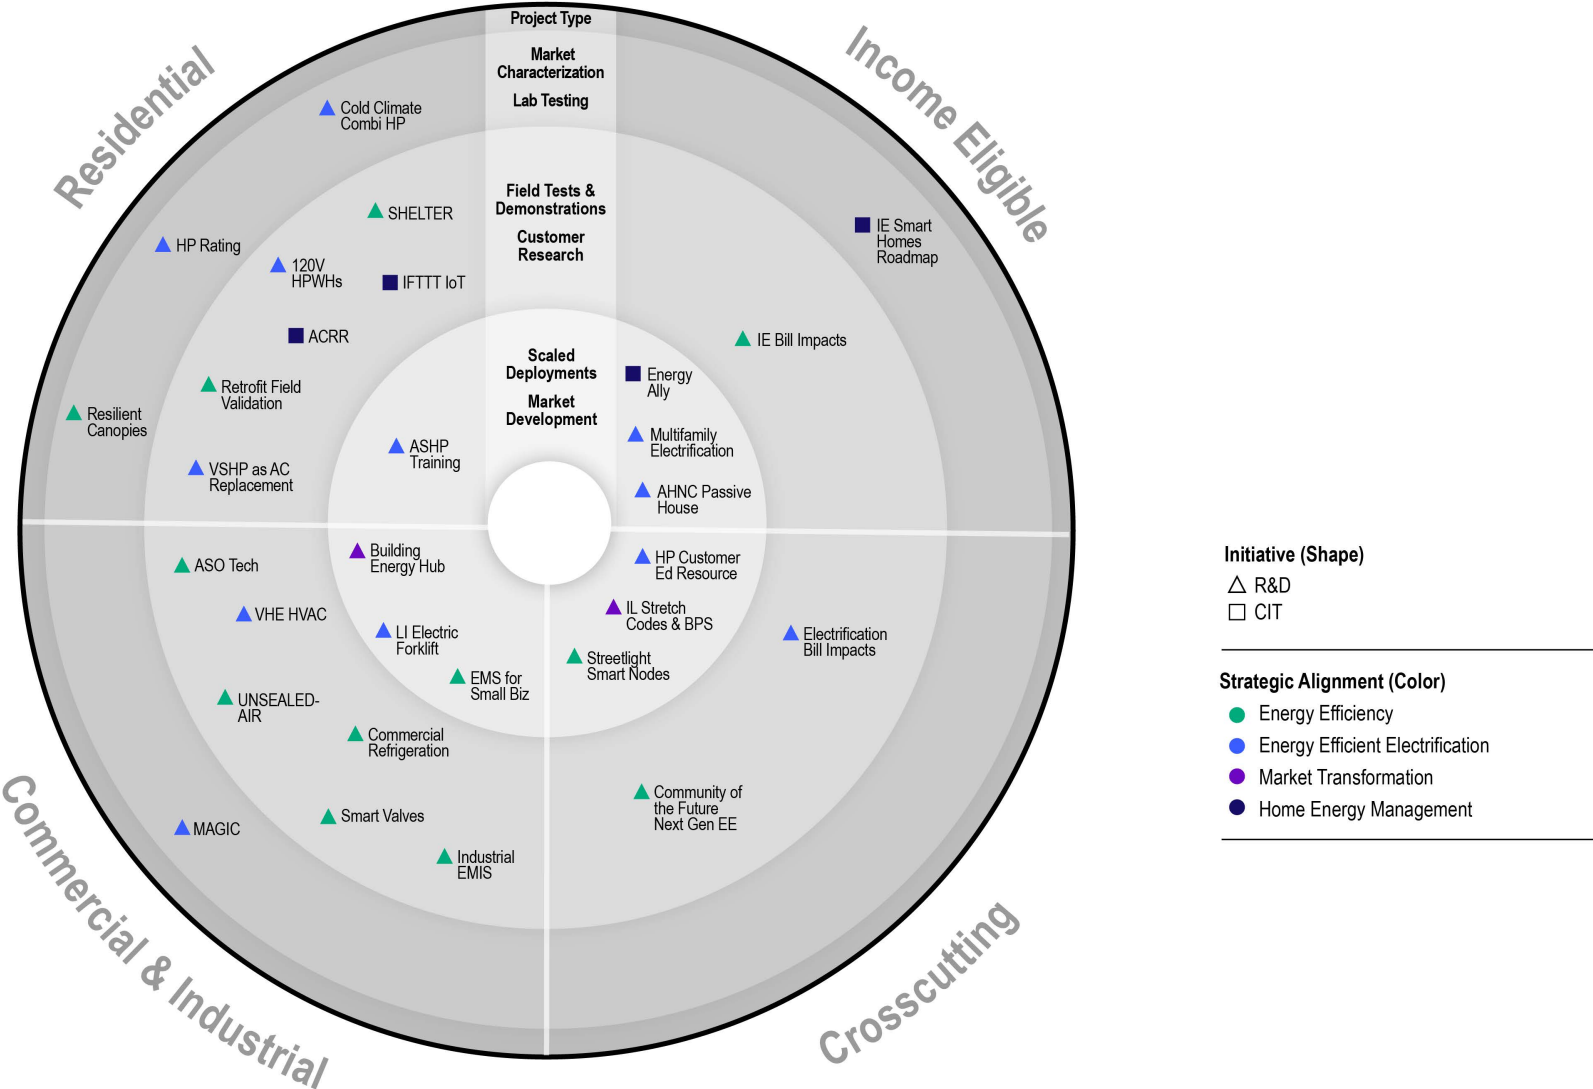 Project Type
Market
Characterization
Lab Testing
Field Tests &
Demonstrations
Customer
Research
Scaled
Deployments
Market
Development
Residential
Cold Climate
Combi HP
SHELTER
HP Rating
120V
HPWHs
IFTTT IoT
ACRR
Retrofit Field
Validation
Resilient
Canopies
VSHP as AC
Replacement
ASHP
Training
Income Eligible
IE Smart
Homes
Roadmap
IE Bill Impacts
Energy
Ally
Multifamily
Electrification
AHNC Passive
House
Commercial & Industrial
Building
Energy Hub
ASO Tech
VHE HVAC
LI Electric
Forklift
EMS for
Small Biz
UNSEALED-
AIR
Commercial
Refrigeration
Smart Valves
MAGIC
Industrial
EMIS
Crosscutting
HP Customer
Ed Resource
IL Stretch
Codes & BPS
Streetlight
Smart Nodes
Electrification
Bill Impacts
Community of
the Future
Next Gen EE
Initiative (Shape)
R&D
CIT
Strategic Alignment (Color)
Energy Efficiency
Energy Efficient Electrification
Market Transformation
Home Energy Management